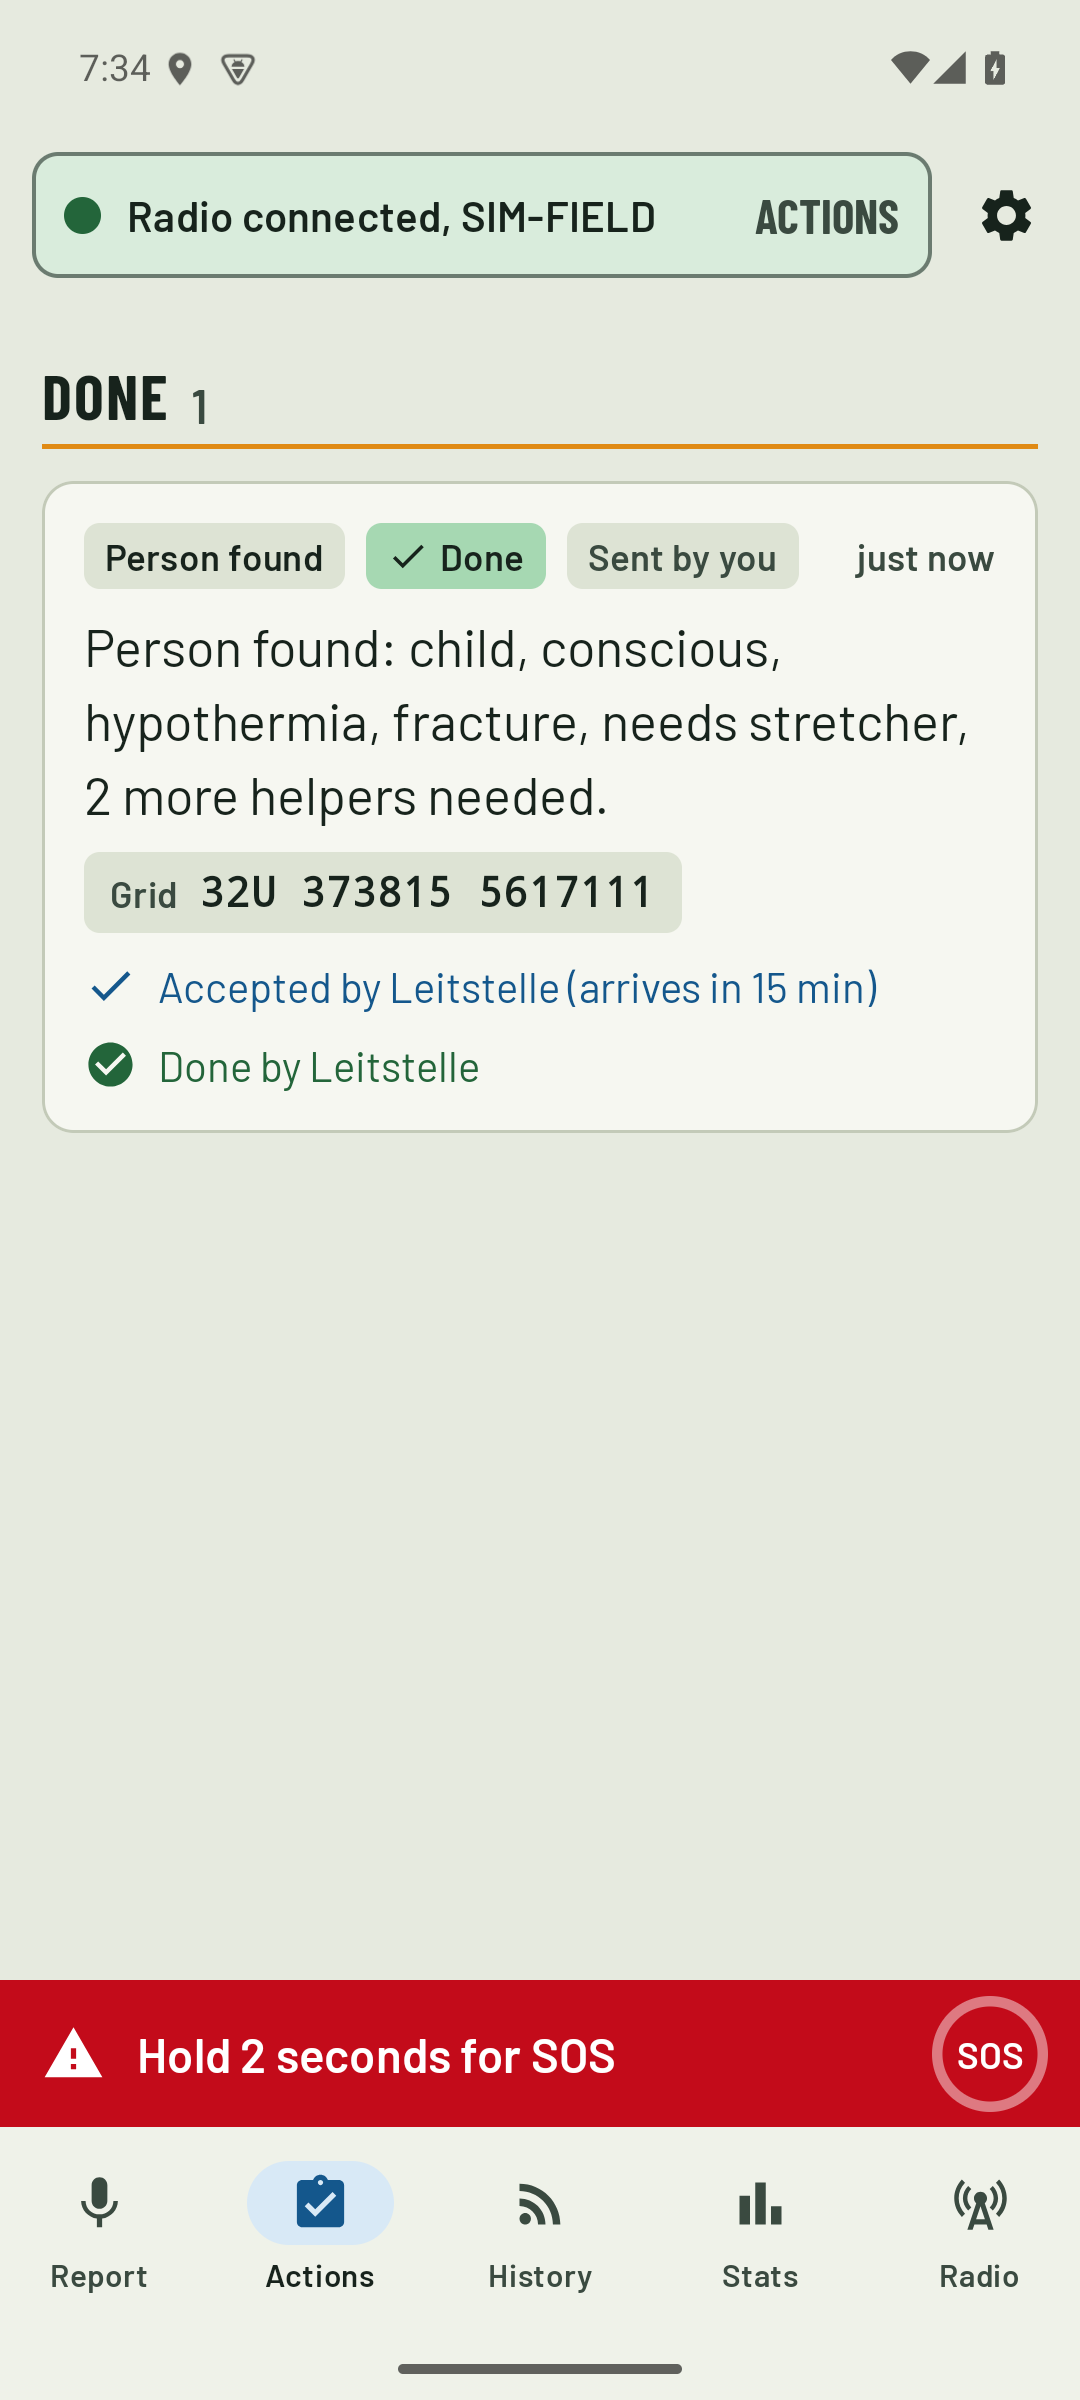 7:34
Radio connected, SIM-FIELD ACTIONS
DONE 1
Person found Done Sent by you just now
Person found: child, conscious,
hypothermia, fracture, needs stretcher,
2 more helpers needed.
Grid 32U 373815 5617111
Accepted by Leitstelle (arrives in 15 min)
Done by Leitstelle
Hold 2 seconds for SOS SOS
Report Actions History Stats Radio